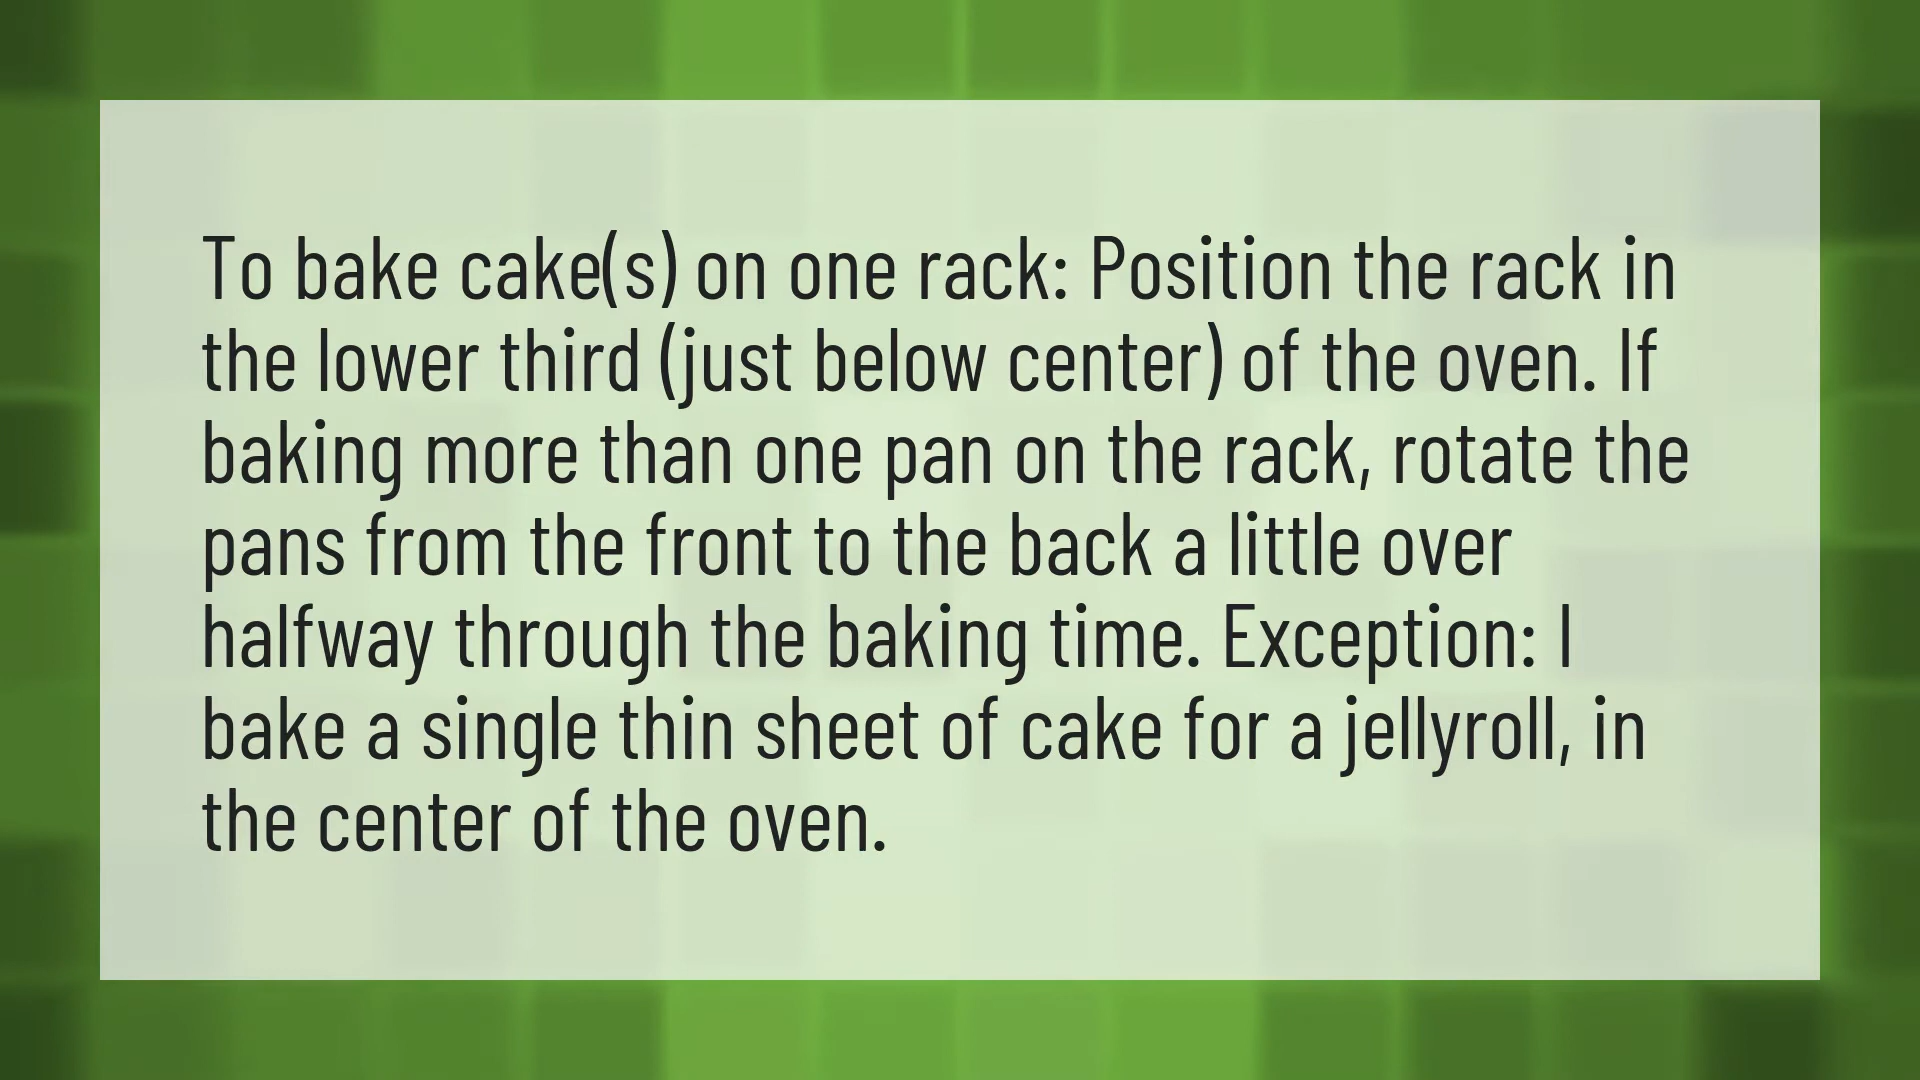 To bake cake(s) on one rack: Position the rack in
the lower third (just below center) of the oven. If
baking more than one pan on the rack, rotate the
pans from the front to the back a little over
halfway through the baking time. Exception: I
bake a single thin sheet of cake for a jellyroll, in
the center of the oven.